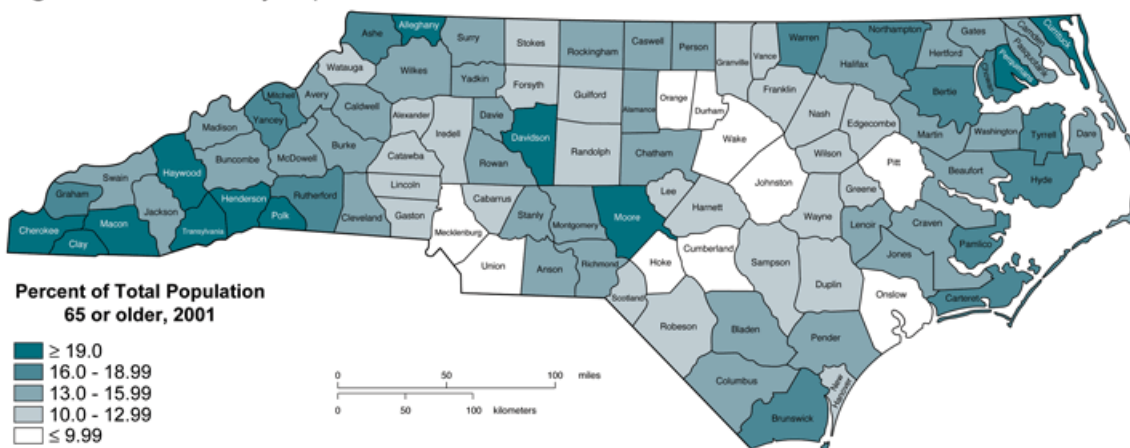 Ashe
Alleghany
Surry
Stokes
Rockingham
Caswell
Person
Granville
Vance
Warren
Northampton
Gates
Hertford
Camden
Pasquotank
Currituck
Perquimans
Chowan
Watauga
Wilkes
Yadkin
Forsyth
Guilford
Alamance
Orange
Durham
Franklin
Halifax
Bertie
Mitchell
Avery
Yancey
Caldwell
Alexander
Iredell
Davie
Davidson
Randolph
Chatham
Wake
Nash
Edgecombe
Martin
Washington
Tyrrell
Dare
Madison
Buncombe
McDowell
Burke
Catawba
Rowan
Wilson
Pitt
Beaufort
Hyde
Swain
Haywood
Graham
Henderson
Rutherford
Lincoln
Cabarrus
Lee
Johnston
Greene
Cherokee
Macon
Jackson
Transylvania
Polk
Cleveland
Gaston
Mecklenburg
Stanly
Montgomery
Moore
Harnett
Wayne
Lenoir
Craven
Pamlico
Clay
Union
Anson
Richmond
Hoke
Cumberland
Sampson
Duplin
Jones
Onslow
Carteret
Scotland
Robeson
Bladen
Pender
Columbus
New
Hanover
Brunswick
Percent of Total Population
65 or older, 2001
≥ 19.0
16.0 - 18.99
13.0 - 15.99
10.0 - 12.99
≤ 9.99
0 50 100 miles
0 50 100 kilometers